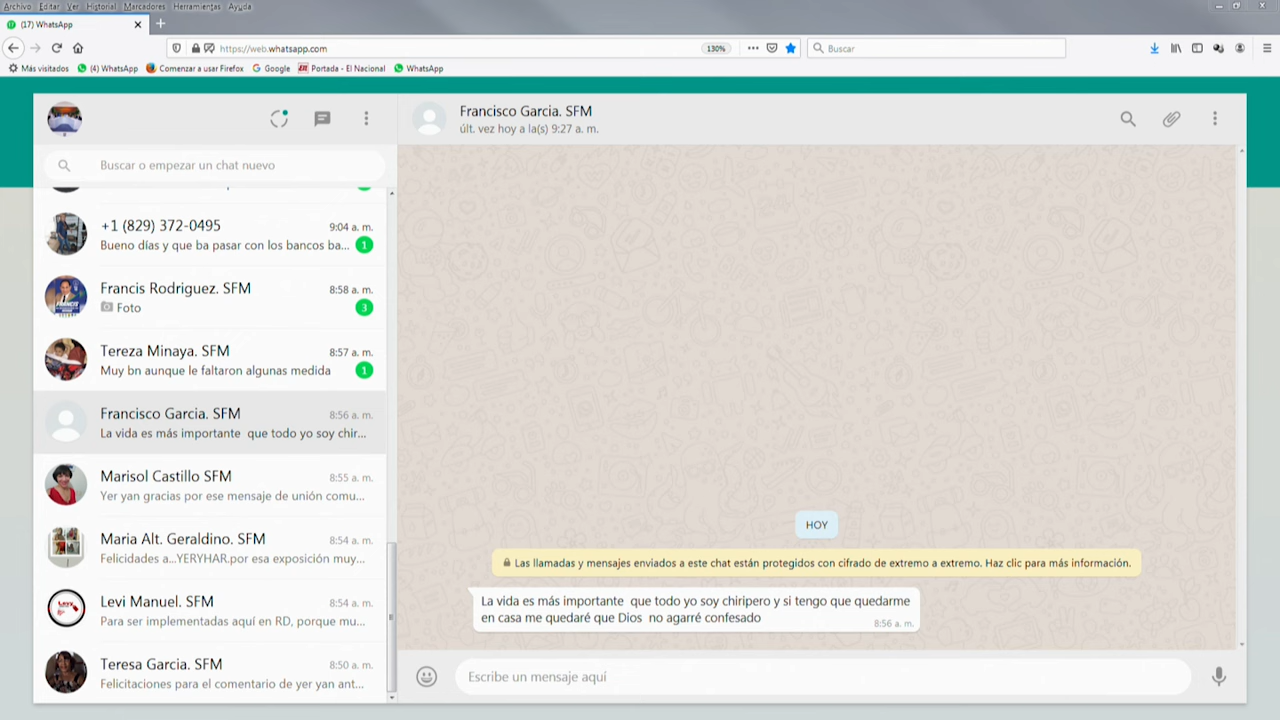 Archivo Editar Ver Historial Marcadores Herramientas Ayuda
(17) WhatsApp
https://web.whatsapp.com
130%
Buscar
Más visitados (4) WhatsApp Comenzar a usar Firefox Google Portada - El Nacional WhatsApp
Francisco Garcia. SFM
últ. vez hoy a la(s) 9:27 a. m.
Buscar o empezar un chat nuevo
+1 (829) 372-0495 9:04 a. m.
Bueno días y que ba pasar con los bancos ba... 1
Francis Rodriguez. SFM 8:58 a. m.
Foto 3
Tereza Minaya. SFM 8:57 a. m.
Muy bn aunque le faltaron algunas medida 1
Francisco Garcia. SFM 8:56 a. m.
La vida es más importante que todo yo soy chir...
Marisol Castillo SFM 8:55 a. m.
Yer yan gracias por ese mensaje de unión comu...
Maria Alt. Geraldino. SFM 8:54 a. m.
Felicidades a...YERYHAR.por esa exposición muy...
Levi Manuel. SFM 8:54 a. m.
Para ser implementadas aquí en RD, porque mu...
Teresa Garcia. SFM 8:50 a. m.
Felicitaciones para el comentario de yer yan ant...
HOY
Las llamadas y mensajes enviados a este chat están protegidos con cifrado de extremo a extremo. Haz clic para más información.
La vida es más importante que todo yo soy chiripero y si tengo que quedarme
en casa me quedaré que Dios no agarré confesado
8:56 a. m.
Escribe un mensaje aquí